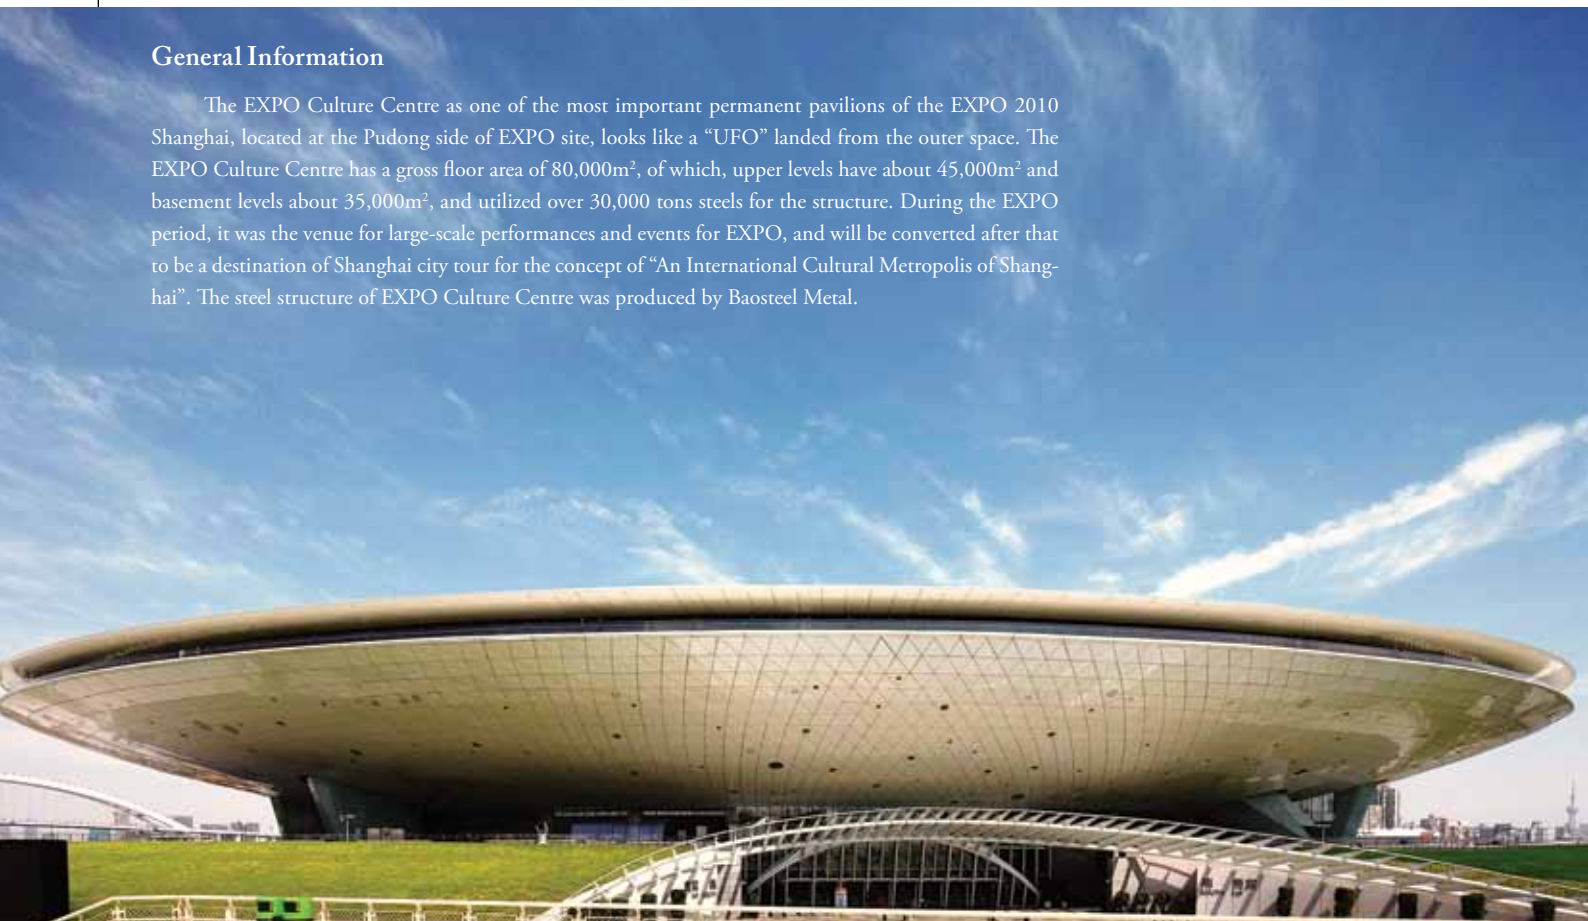 General Information
The EXPO Culture Centre as one of the most important permanent pavilions of the EXPO 2010
Shanghai, located at the Pudong side of EXPO site, looks like a “UFO” landed from the outer space. The
EXPO Culture Centre has a gross floor area of 80,000m², of which, upper levels have about 45,000m² and
basement levels about 35,000m², and utilized over 30,000 tons steels for the structure. During the EXPO
period, it was the venue for large-scale performances and events for EXPO, and will be converted after that
to be a destination of Shanghai city tour for the concept of “An International Cultural Metropolis of Shang-
hai”. The steel structure of EXPO Culture Centre was produced by Baosteel Metal.